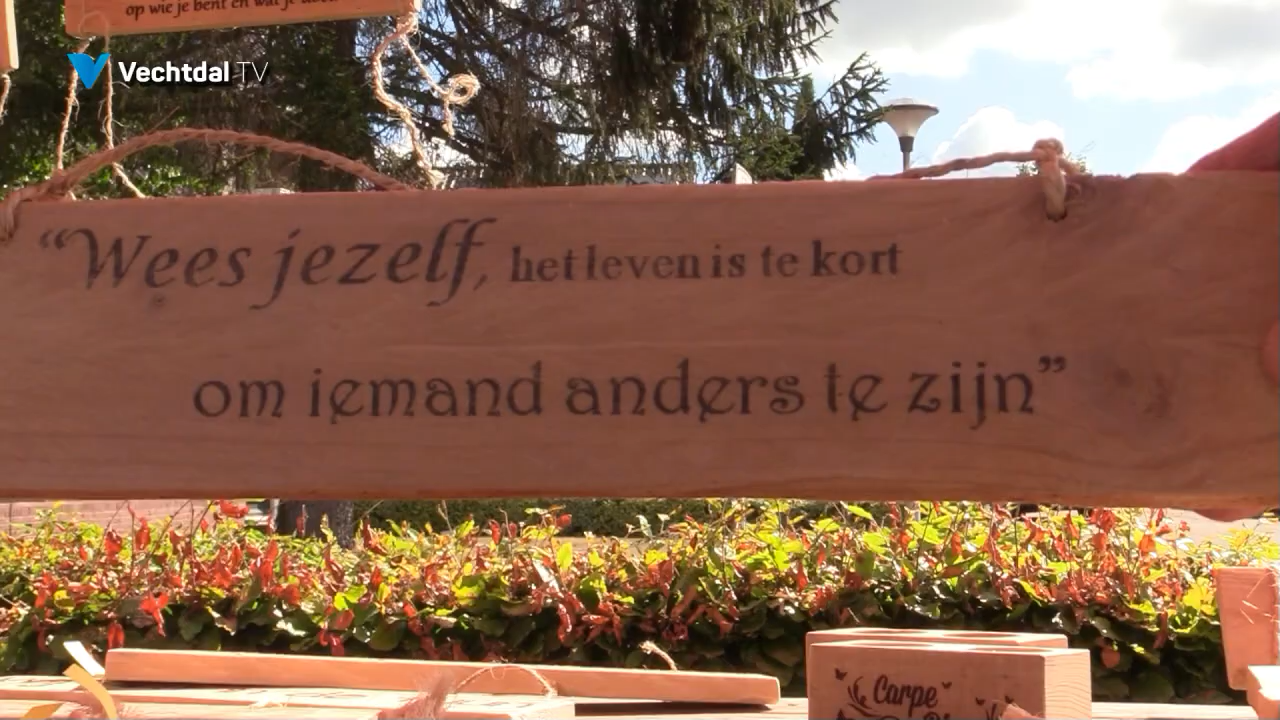 op wie je bent en wat je doet
Vechtdal TV
“Wees jezelf, het leven is te kort
om iemand anders te zijn”
Carpe